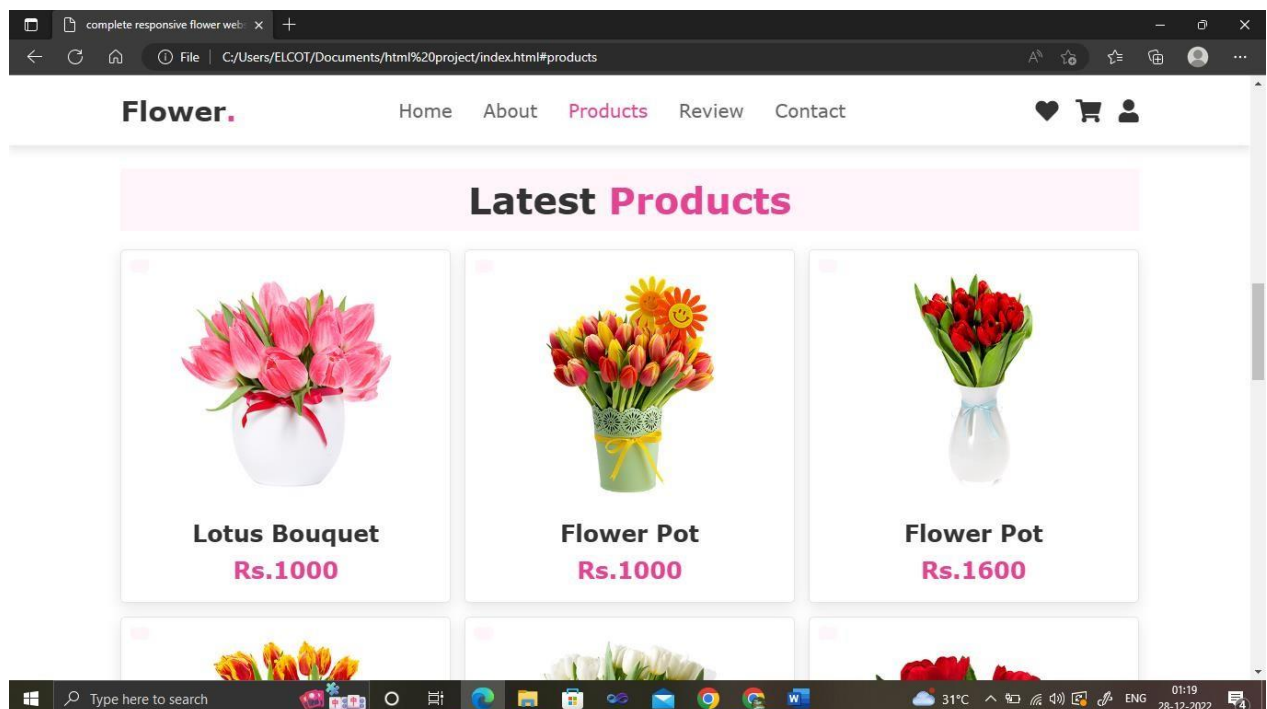 complete responsive flower web
File | C:/Users/ELCOT/Documents/html%20project/index.html#products
Flower.
Home About Products Review Contact
Latest Products
Lotus Bouquet
Rs.1000
Flower Pot
Rs.1000
Flower Pot
Rs.1600
Type here to search
31°C
ENG
01:19
28-12-2022
4